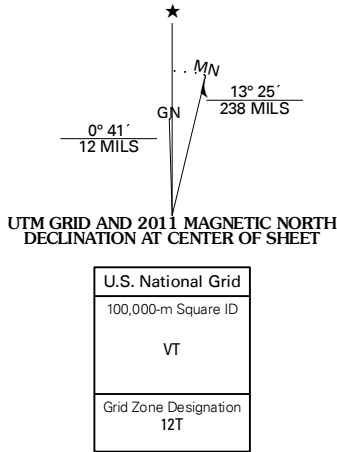 ★
MN
GN
13° 25´
238 MILS
0° 41´
12 MILS
UTM GRID AND 2011 MAGNETIC NORTH
DECLINATION AT CENTER OF SHEET
U.S. National Grid
100,000-m Square ID
VT
Grid Zone Designation
12T